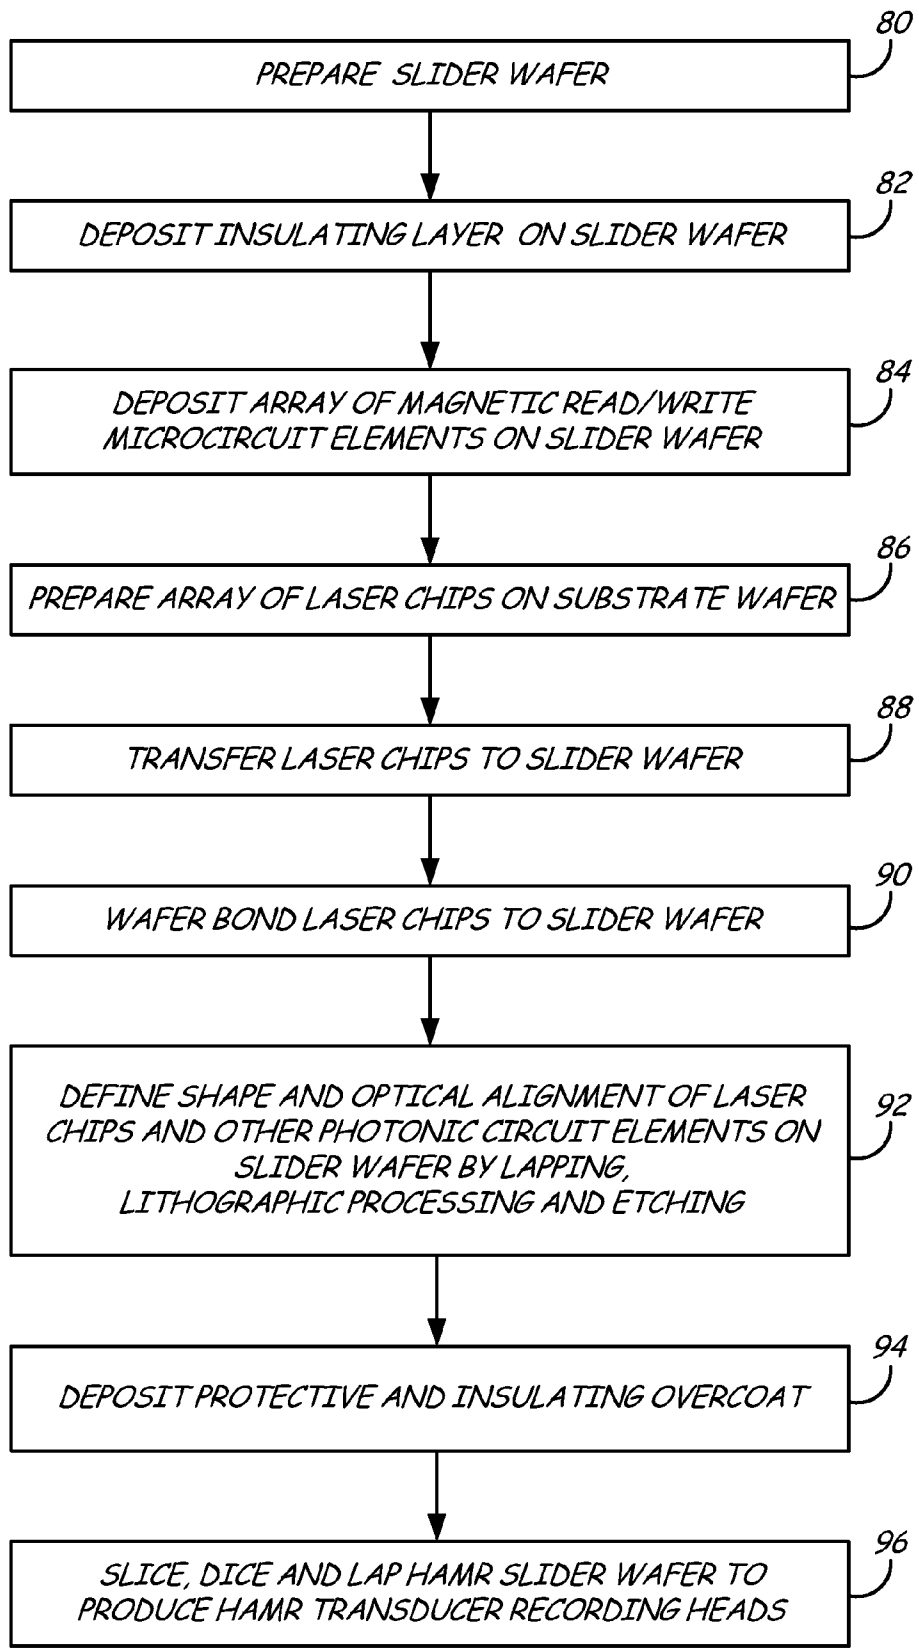 80
PREPARE SLIDER WAFER
82
DEPOSIT INSULATING LAYER ON SLIDER WAFER
84
DEPOSIT ARRAY OF MAGNETIC READ/WRITE
MICROCIRCUIT ELEMENTS ON SLIDER WAFER
86
PREPARE ARRAY OF LASER CHIPS ON SUBSTRATE WAFER
88
TRANSFER LASER CHIPS TO SLIDER WAFER
90
WAFER BOND LASER CHIPS TO SLIDER WAFER
92
DEFINE SHAPE AND OPTICAL ALIGNMENT OF LASER
CHIPS AND OTHER PHOTONIC CIRCUIT ELEMENTS ON
SLIDER WAFER BY LAPPING,
LITHOGRAPHIC PROCESSING AND ETCHING
94
DEPOSIT PROTECTIVE AND INSULATING OVERCOAT
96
SLICE, DICE AND LAP HAMR SLIDER WAFER TO
PRODUCE HAMR TRANSDUCER RECORDING HEADS